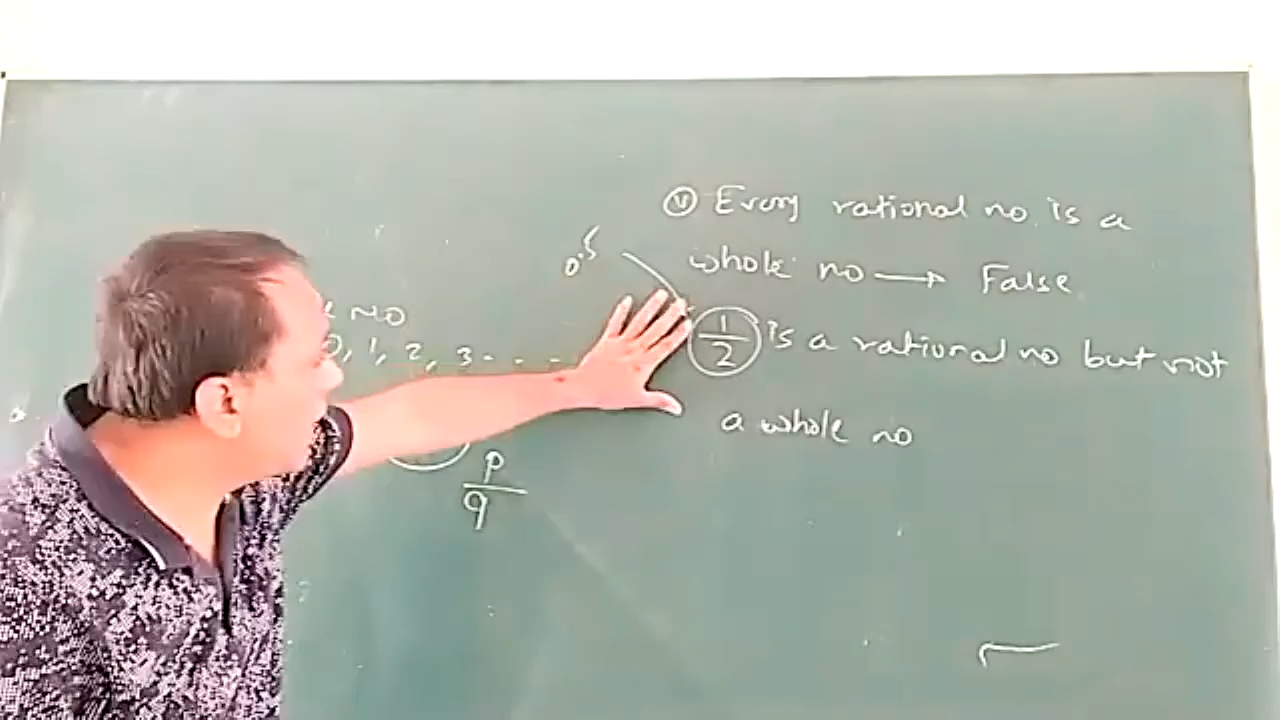 ⓥ Every rational no. is a
whole no → False
0.5
1/2 is a rational no but not
a whole no
NO
0, 1, 2, 3 - . . -
p/q